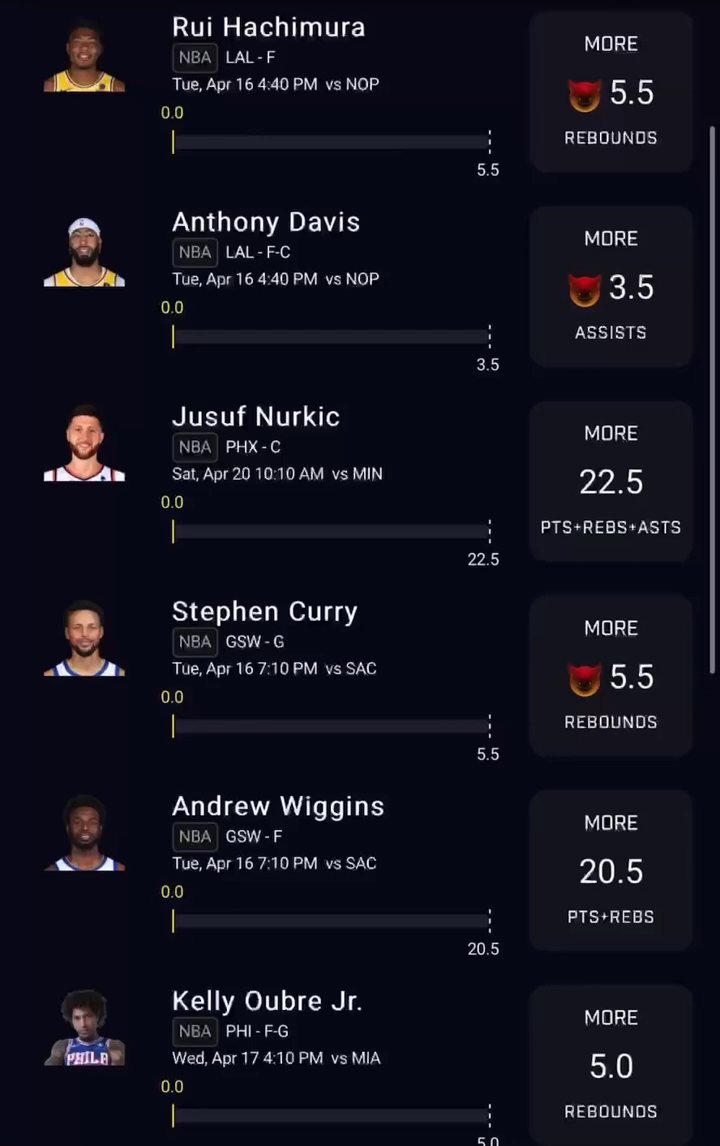 Rui Hachimura
NBA LAL - F
Tue, Apr 16 4:40 PM vs NOP
0.0
5.5
MORE
5.5
REBOUNDS
Anthony Davis
NBA LAL - F-C
Tue, Apr 16 4:40 PM vs NOP
0.0
3.5
MORE
3.5
ASSISTS
Jusuf Nurkic
NBA PHX - C
Sat, Apr 20 10:10 AM vs MIN
0.0
22.5
MORE
22.5
PTS+REBS+ASTS
Stephen Curry
NBA GSW - G
Tue, Apr 16 7:10 PM vs SAC
0.0
5.5
MORE
5.5
REBOUNDS
Andrew Wiggins
NBA GSW - F
Tue, Apr 16 7:10 PM vs SAC
0.0
20.5
MORE
20.5
PTS+REBS
Kelly Oubre Jr.
NBA PHI - F-G
Wed, Apr 17 4:10 PM vs MIA
PHILA
0.0
5.0
MORE
5.0
REBOUNDS